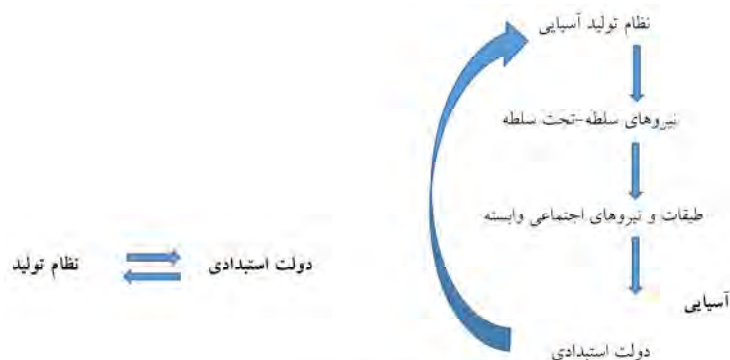 نظام تولید آسیایی
نیروهای سلطه-تحت سلطه
طبقات و نیروهای اجتماعی وابسته
دولت استبدادی
نظام تولید
آسیایی
دولت استبدادی